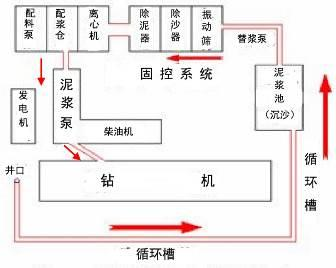 配料泵
配浆仓
离心机
除泥器
除沙器
振动筛
替浆泵
固控系统
泥浆池
(沉沙)
泥浆泵
发电机
柴油机
井口
钻机
循环槽
循环槽